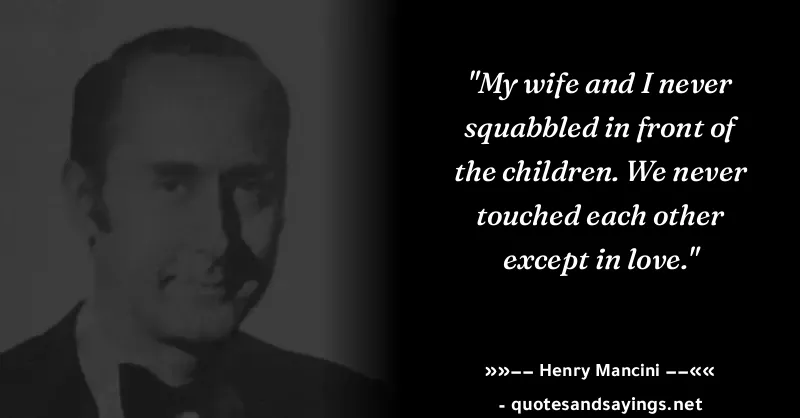 "My wife and I never
squabbled in front of
the children. We never
touched each other
except in love."
»»−− Henry Mancini −−««
- quotesandsayings.net